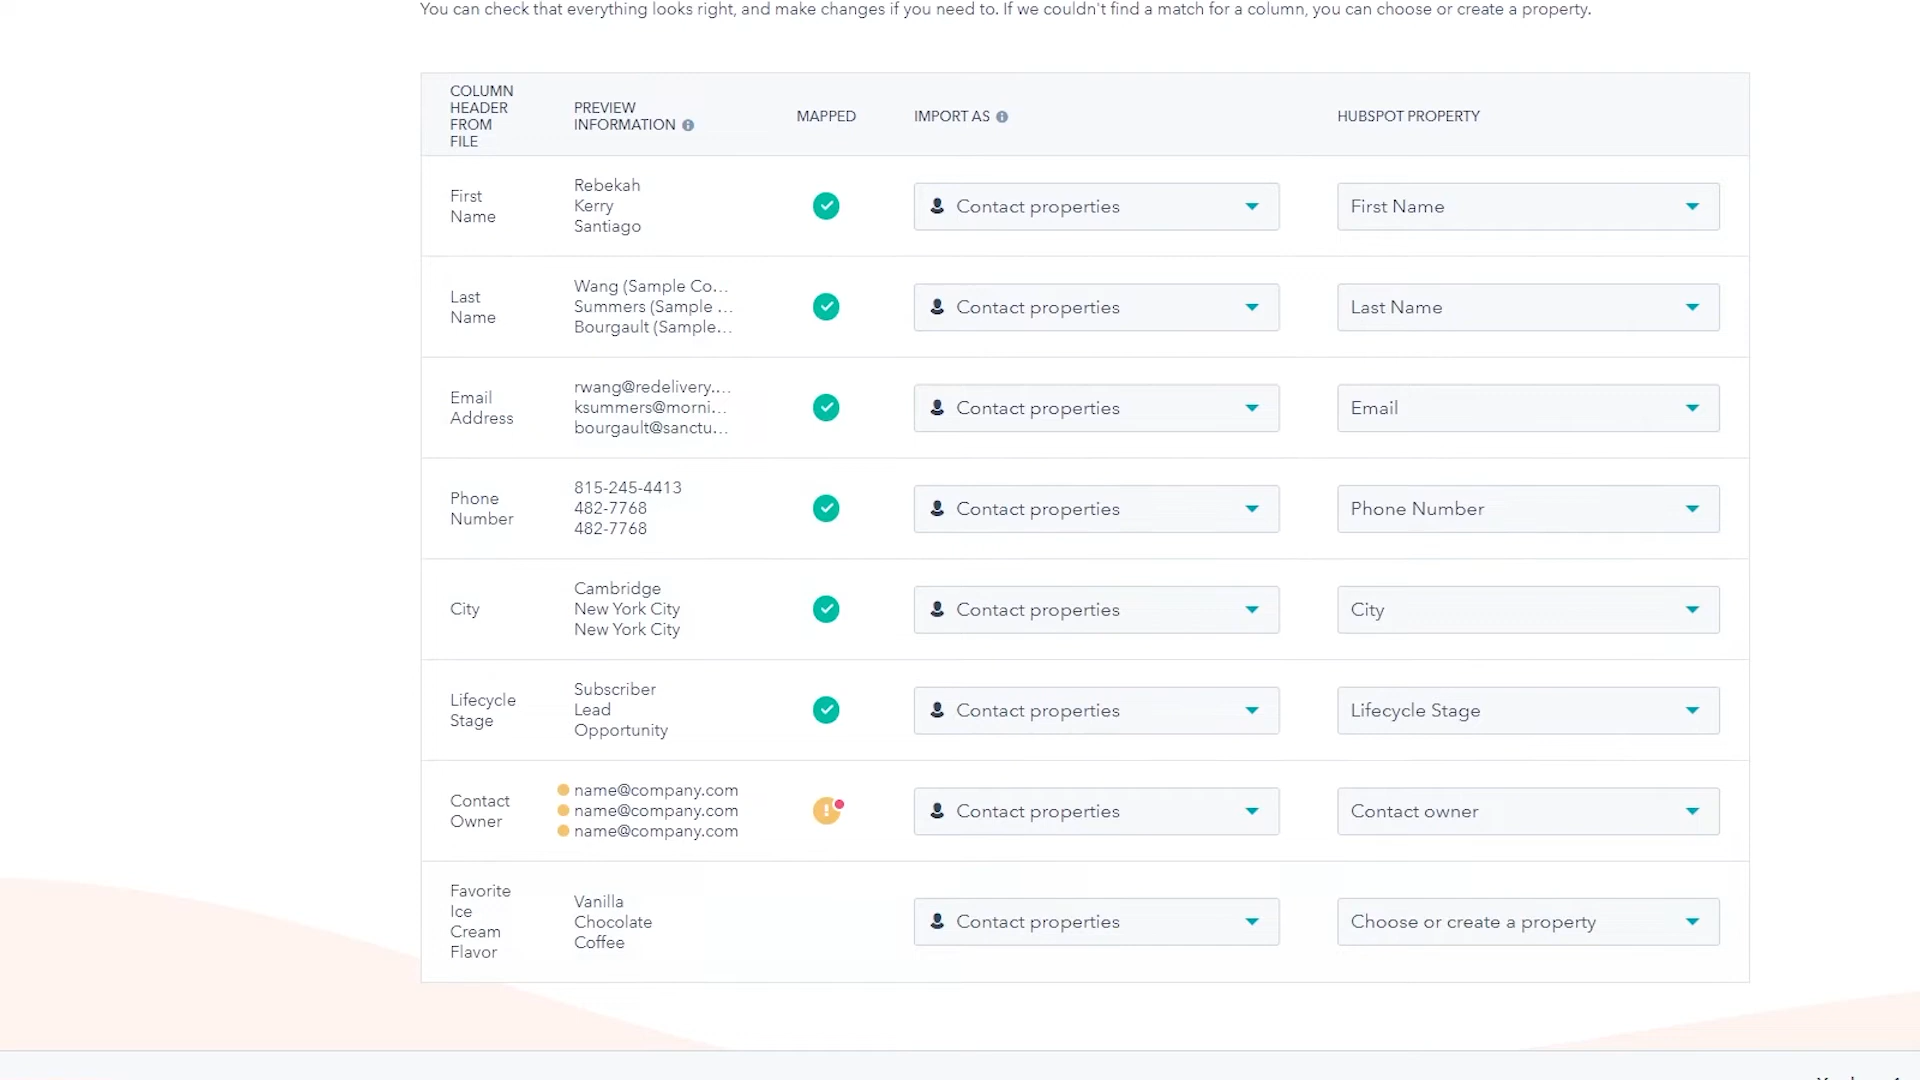 You can check that everything looks right, and make changes if you need to. If we couldn't find a match for a column, you can choose or create a property.
COLUMN
HEADER
FROM
FILE
PREVIEW
INFORMATION
MAPPED
IMPORT AS
HUBSPOT PROPERTY
First
Name
Rebekah
Kerry
Santiago
Contact properties
First Name
Last
Name
Wang (Sample Co...
Summers (Sample ...
Bourgault (Sample...
Contact properties
Last Name
Email
Address
rwang@redelivery....
ksummers@morni...
bourgault@sanctu...
Contact properties
Email
Phone
Number
815-245-4413
482-7768
482-7768
Contact properties
Phone Number
City
Cambridge
New York City
New York City
Contact properties
City
Lifecycle
Stage
Subscriber
Lead
Opportunity
Contact properties
Lifecycle Stage
Contact
Owner
name@company.com
name@company.com
name@company.com
Contact properties
Contact owner
Favorite
Ice
Cream
Flavor
Vanilla
Chocolate
Coffee
Contact properties
Choose or create a property